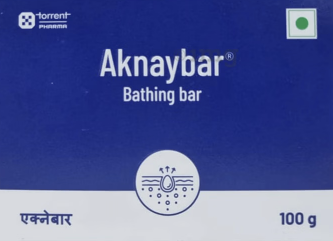 torrent
PHARMA
Aknaybar®
Bathing bar
एक्नेबार
100 g